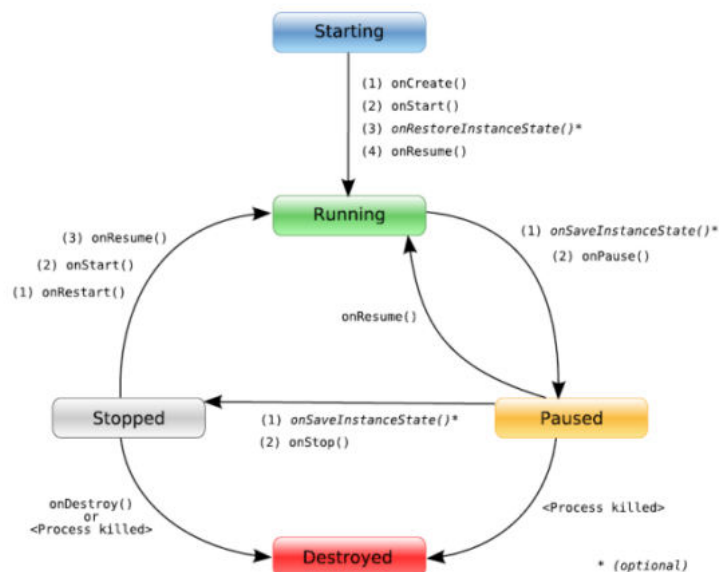 Starting
(1) onCreate()
(2) onStart()
(3) onRestoreInstanceState()*
(4) onResume()
Running
(3) onResume()
(2) onStart()
(1) onRestart()
(1) onSaveInstanceState()*
(2) onPause()
onResume()
Stopped
(1) onSaveInstanceState()*
(2) onStop()
Paused
onDestroy()
or
<Process killed>
<Process killed>
Destroyed
* (optional)